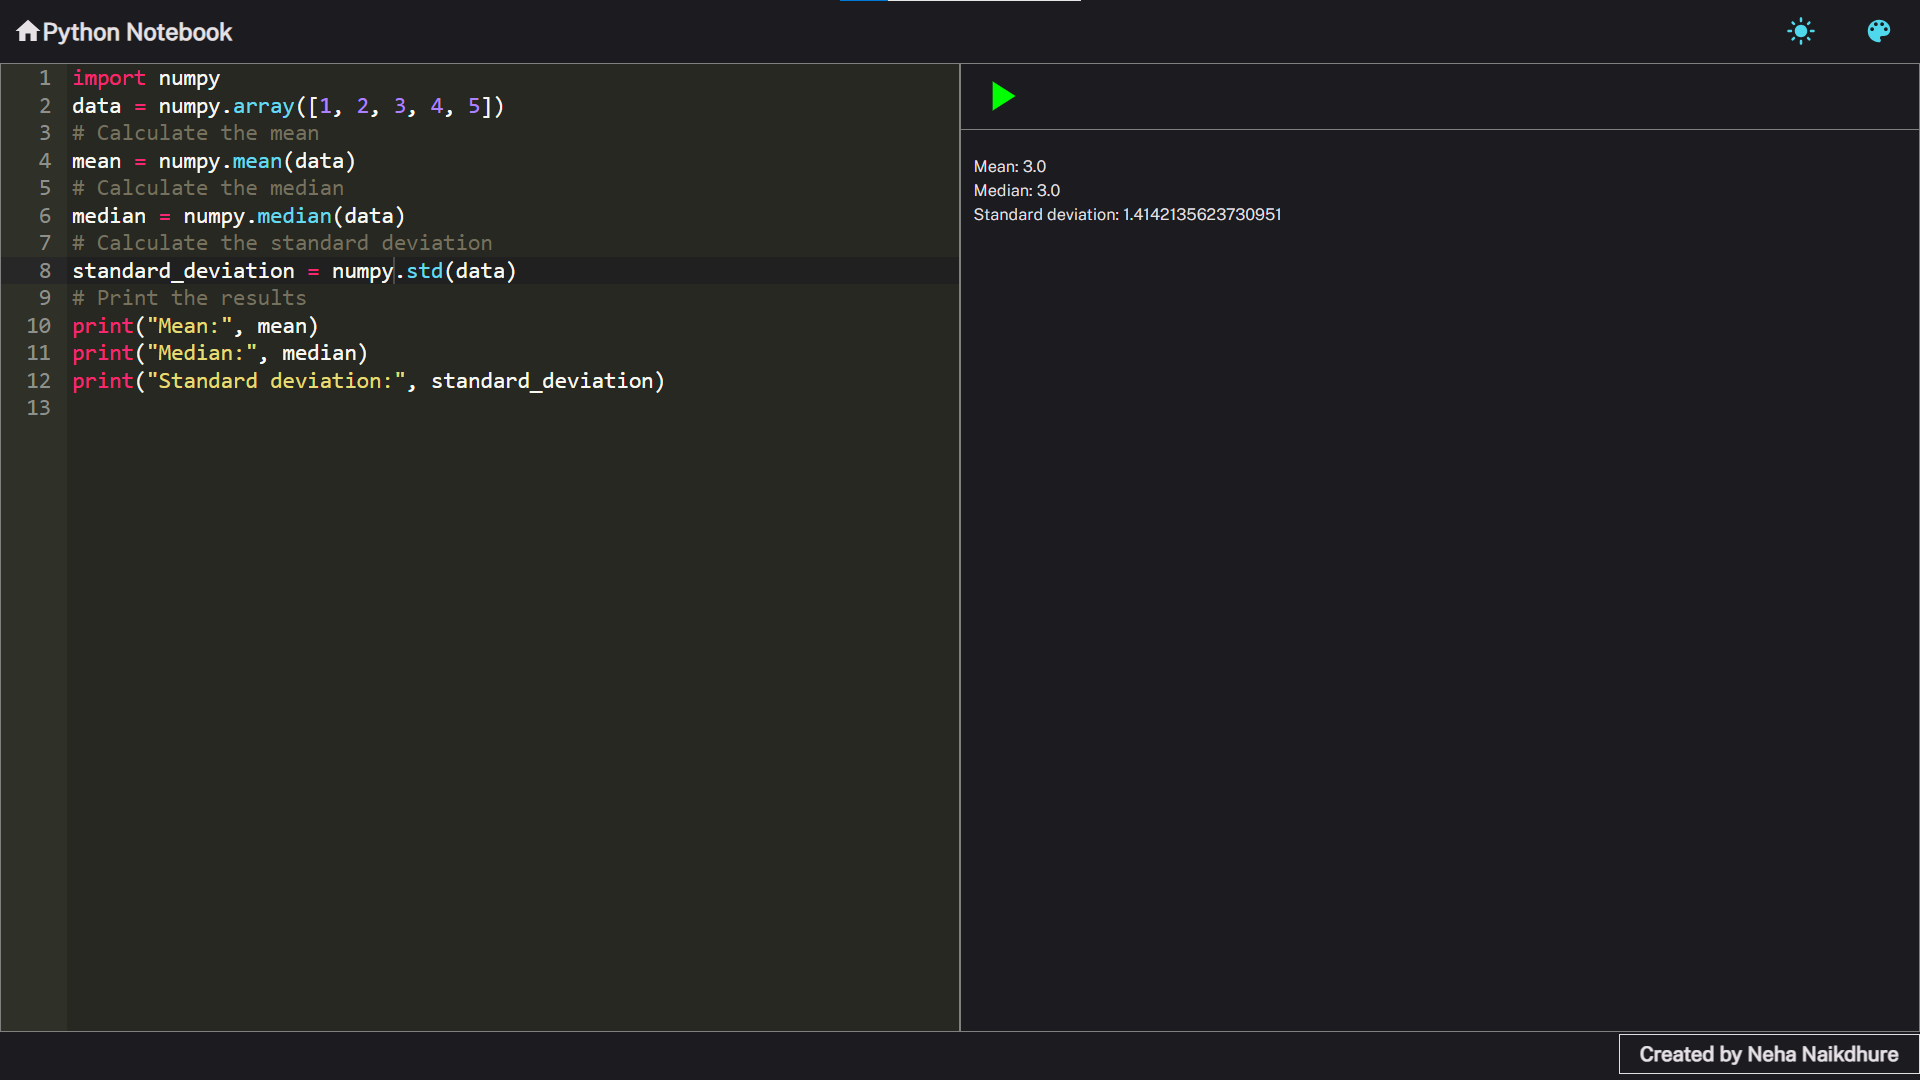 Python Notebook
1 import numpy
2 data = numpy.array([1, 2, 3, 4, 5])
3 # Calculate the mean
4 mean = numpy.mean(data)
5 # Calculate the median
6 median = numpy.median(data)
7 # Calculate the standard deviation
8 standard_deviation = numpy.std(data)
9 # Print the results
10 print("Mean:", mean)
11 print("Median:", median)
12 print("Standard deviation:", standard_deviation)
13
Mean: 3.0
Median: 3.0
Standard deviation: 1.4142135623730951
Created by Neha Naikdhure